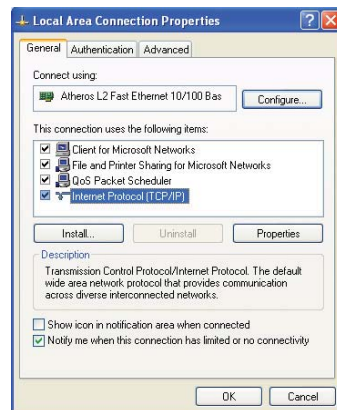 Local Area Connection Properties
General Authentication Advanced
Connect using:
Atheros L2 Fast Ethernet 10/100 Bas
Configure...
This connection uses the following items:
Client for Microsoft Networks
File and Printer Sharing for Microsoft Networks
QoS Packet Scheduler
Internet Protocol (TCP/IP)
Install... Uninstall Properties
Description
Transmission Control Protocol/Internet Protocol. The default
wide area network protocol that provides communication
across diverse interconnected networks.
Show icon in notification area when connected
Notify me when this connection has limited or no connectivity
OK Cancel